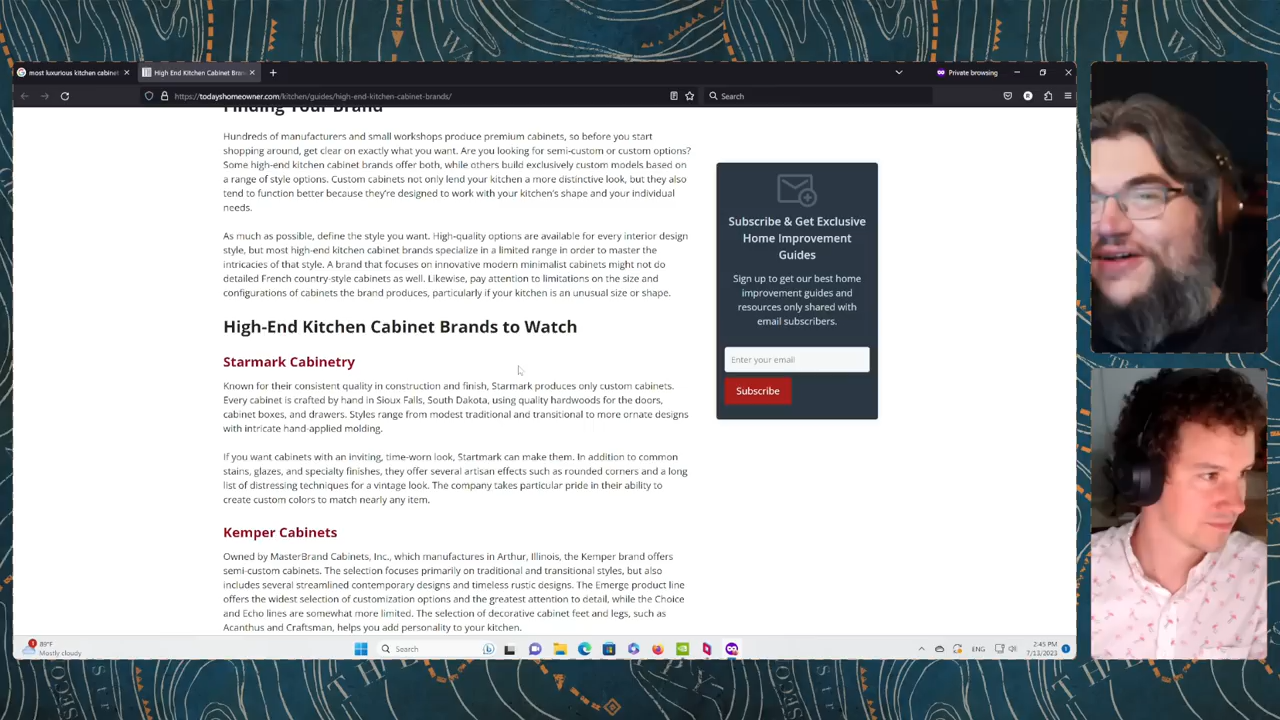 most luxurious kitchen cabinet
High End Kitchen Cabinet Bran
Private browsing
https://todayshomeowner.com/kitchen/guides/high-end-kitchen-cabinet-brands/
Search
Finding Your Brand
Hundreds of manufacturers and small workshops produce premium cabinets, so before you start
shopping around, get clear on exactly what you want. Are you looking for semi-custom or custom options?
Some high-end kitchen cabinet brands offer both, while others build exclusively custom models based on
a range of style options. Custom cabinets not only lend your kitchen a more distinctive look, but they also
tend to function better because they're designed to work with your kitchen's shape and your individual
needs.
As much as possible, define the style you want. High-quality options are available for every interior design
style, but most high-end kitchen cabinet brands specialize in a limited range in order to master the
intricacies of that style. A brand that focuses on innovative modern minimalist cabinets might not do
detailed French country-style cabinets as well. Likewise, pay attention to limitations on the size and
configurations of cabinets the brand produces, particularly if your kitchen is an unusual size or shape.
High-End Kitchen Cabinet Brands to Watch
Starmark Cabinetry
Known for their consistent quality in construction and finish, Starmark produces only custom cabinets.
Every cabinet is crafted by hand in Sioux Falls, South Dakota, using quality hardwoods for the doors,
cabinet boxes, and drawers. Styles range from modest traditional and transitional to more ornate designs
with intricate hand-applied molding.
If you want cabinets with an inviting, time-worn look, Startmark can make them. In addition to common
stains, glazes, and specialty finishes, they offer several artisan effects such as rounded corners and a long
list of distressing techniques for a vintage look. The company takes particular pride in their ability to
create custom colors to match nearly any item.
Kemper Cabinets
Owned by MasterBrand Cabinets, Inc., which manufactures in Arthur, Illinois, the Kemper brand offers
semi-custom cabinets. The selection focuses primarily on traditional and transitional styles, but also
includes several streamlined contemporary designs and timeless rustic designs. The Emerge product line
offers the widest selection of customization options and the greatest attention to detail, while the Choice
and Echo lines are somewhat more limited. The selection of decorative cabinet feet and legs, such as
Acanthus and Craftsman, helps you add personality to your kitchen.
Subscribe & Get Exclusive
Home Improvement
Guides
Sign up to get our best home
improvement guides and
resources only shared with
email subscribers.
Enter your email
Subscribe
89°F
Mostly cloudy
Search
ENG
2:45 PM
7/13/2023